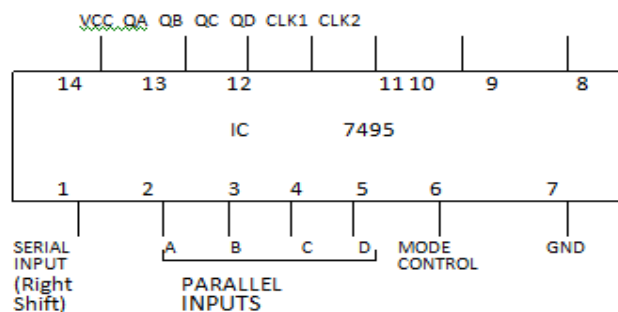 VCC QA QB QC QD CLK1 CLK2
14 13 12 11 10 9 8
IC 7495
1 2 3 4 5 6 7
SERIAL INPUT (Right Shift)
A B C D
MODE CONTROL
GND
PARALLEL INPUTS